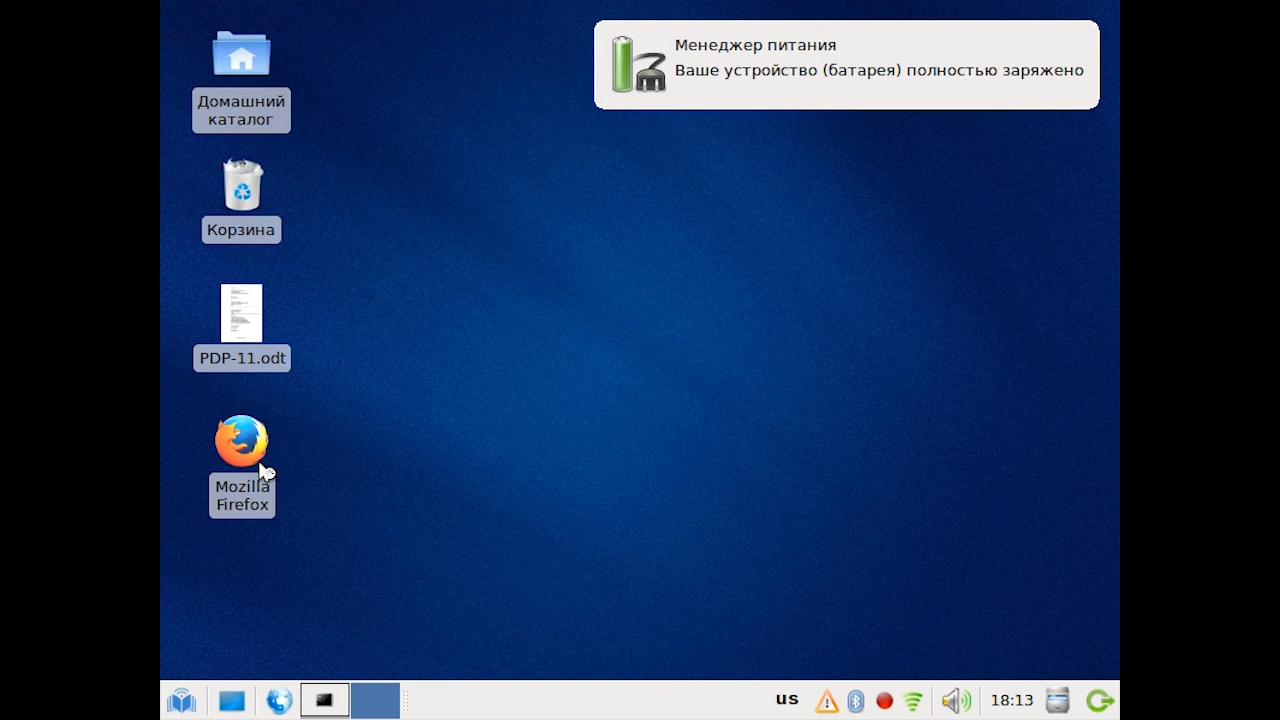 Домашний
каталог
Корзина
PDP-11.odt
Mozilla
Firefox
Менеджер питания
Ваше устройство (батарея) полностью заряжено
us
18:13